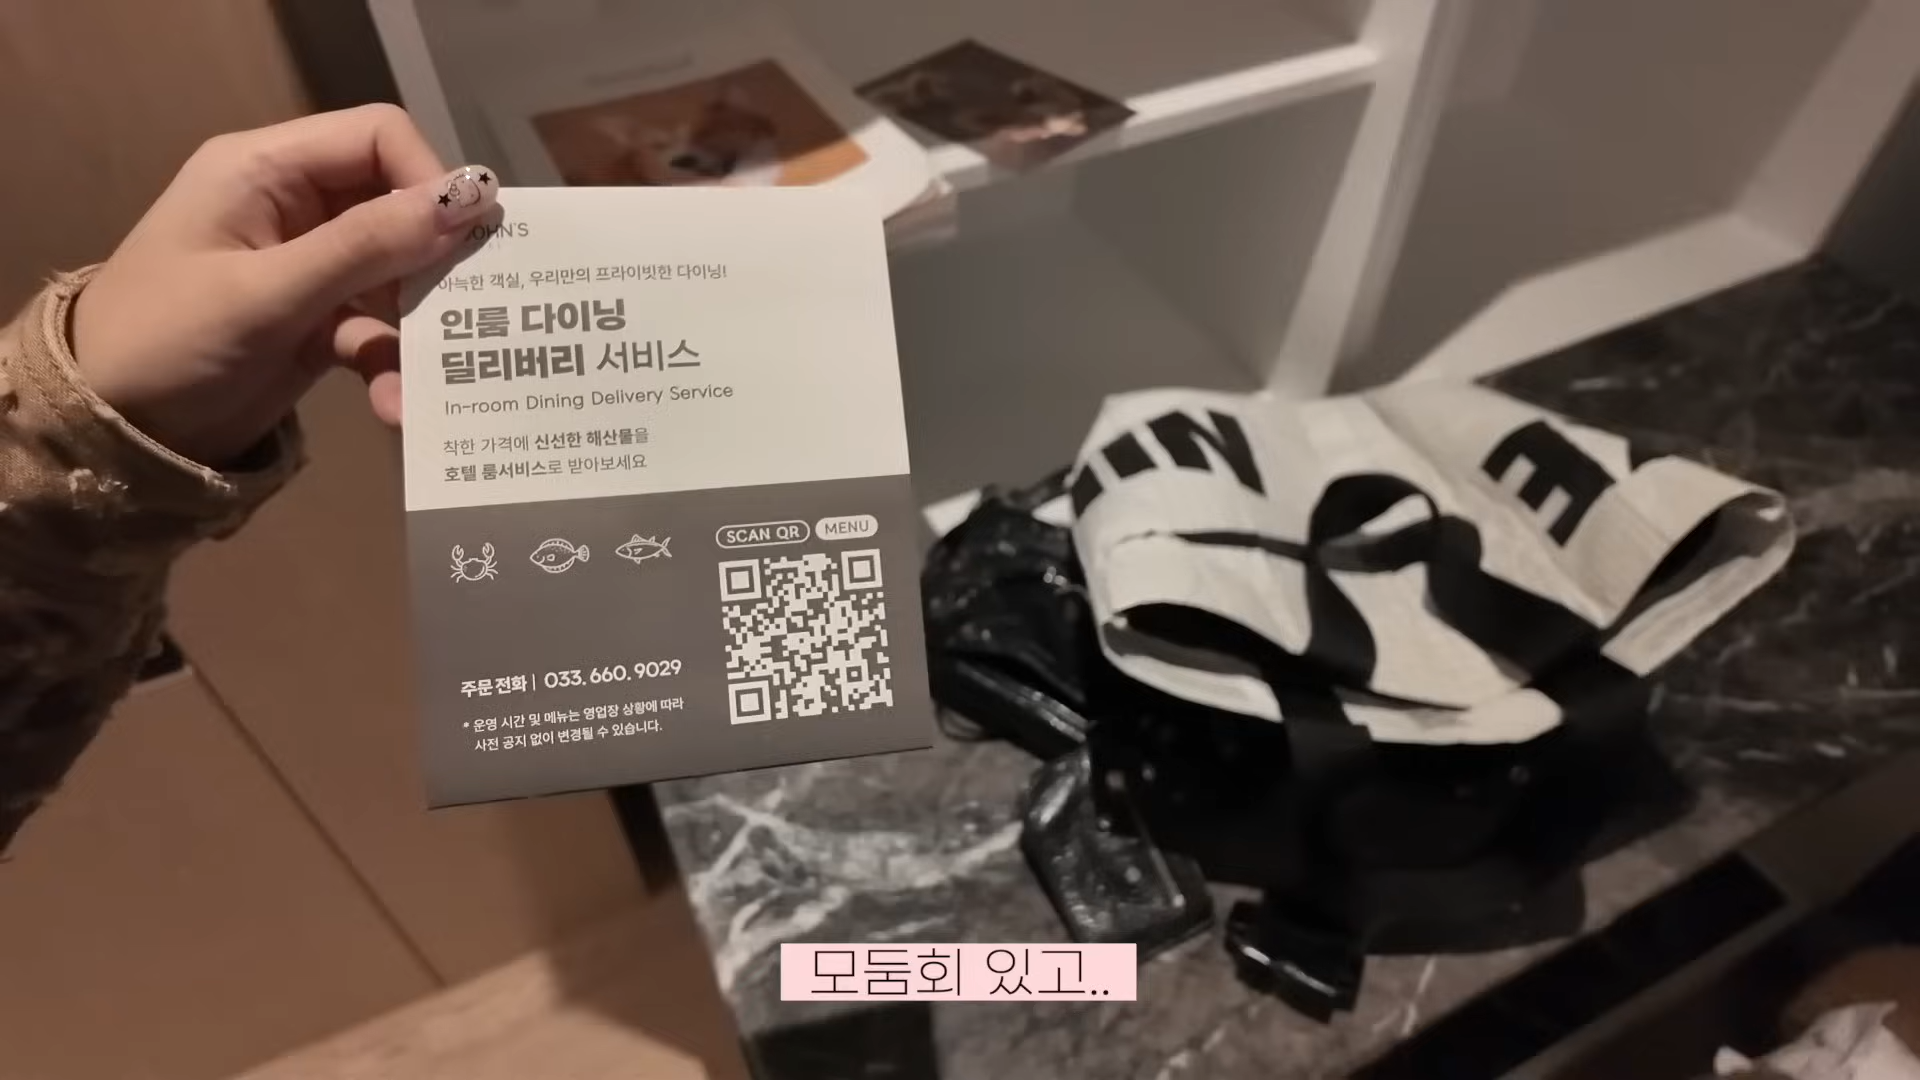 JOHN'S
아늑한 객실, 우리만의 프라이빗한 다이닝!
인룸 다이닝
딜리버리 서비스
In-room Dining Delivery Service
착한 가격에 신선한 해산물을
호텔 룸서비스로 받아보세요
SCAN QR MENU
주문 전화 | 033. 660. 9029
* 운영 시간 및 메뉴는 영업장 상황에 따라
사전 공지 없이 변경될 수 있습니다.
모둠회 있고..